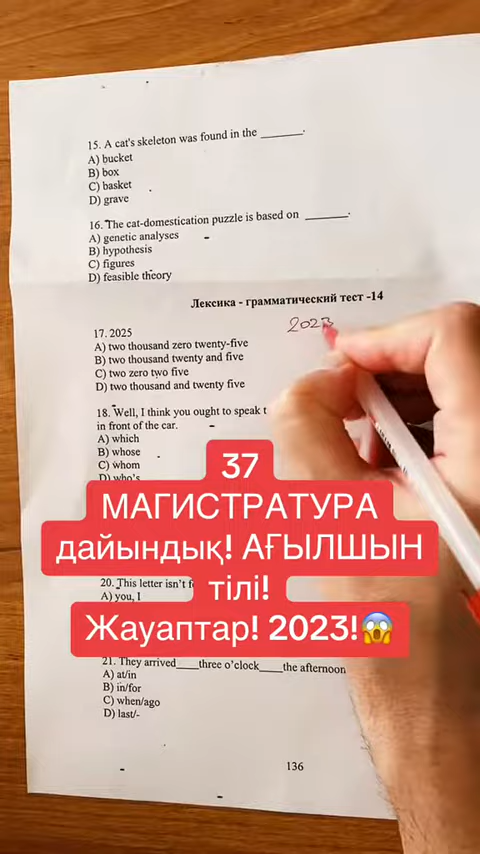 15. A cat's skeleton was found in the ______.
A) bucket
B) box
C) basket
D) grave
16. The cat-domestication puzzle is based on ______.
A) genetic analyses
B) hypothesis
C) figures
D) feasible theory
Лексика - грамматический тест -14
2023
17. 2025
A) two thousand zero twenty-five
B) two thousand twenty and five
C) two zero two five
D) two thousand and twenty five
18. Well, I think you ought to speak t
in front of the car.
A) which
B) whose
C) whom
D) who's
37
МАГИСТРАТУРА
дайындық! АҒЫЛШЫН
тілі!
Жауаптар! 2023!😱
20. This letter isn't f
A) you, I
21. They arrived____three o'clock____the afternoon
A) at/in
B) in/for
C) when/ago
D) last/-
136